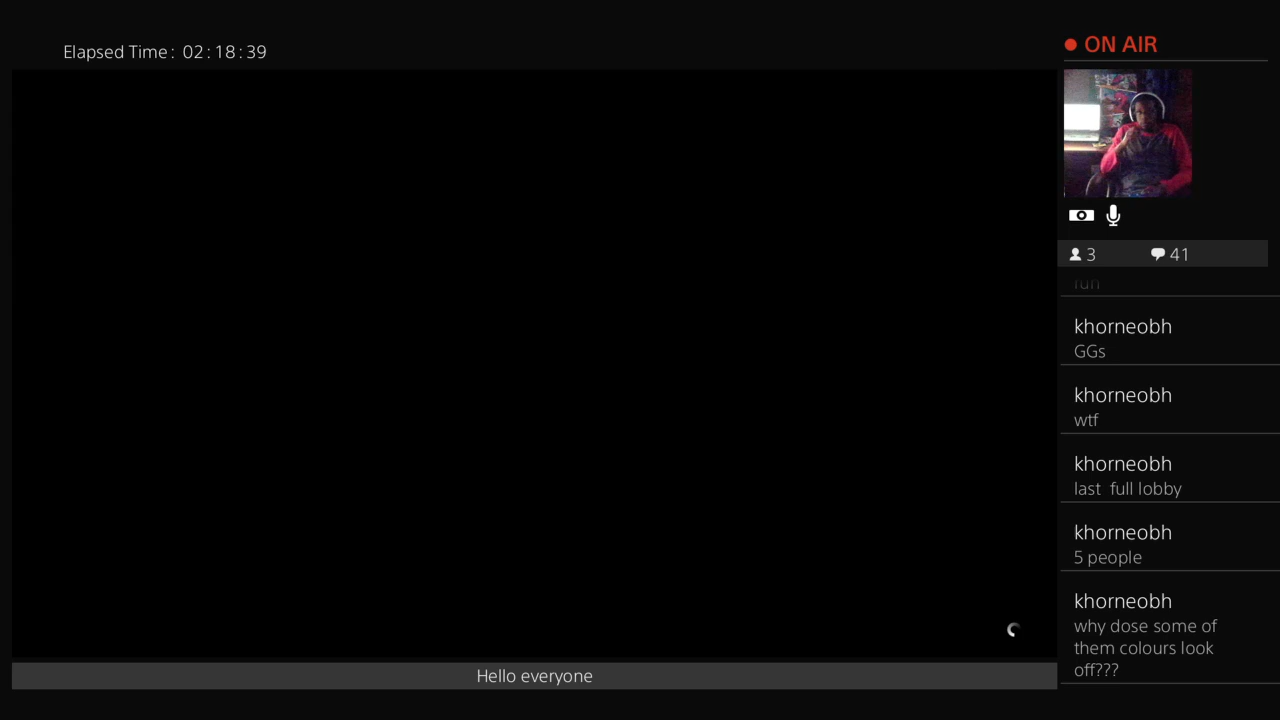 Elapsed Time: 02:18:39
ON AIR
3 41
khorneobh
GGs
khorneobh
wtf
khorneobh
last full lobby
khorneobh
5 people
khorneobh
why dose some of
them colours look
off???
Hello everyone